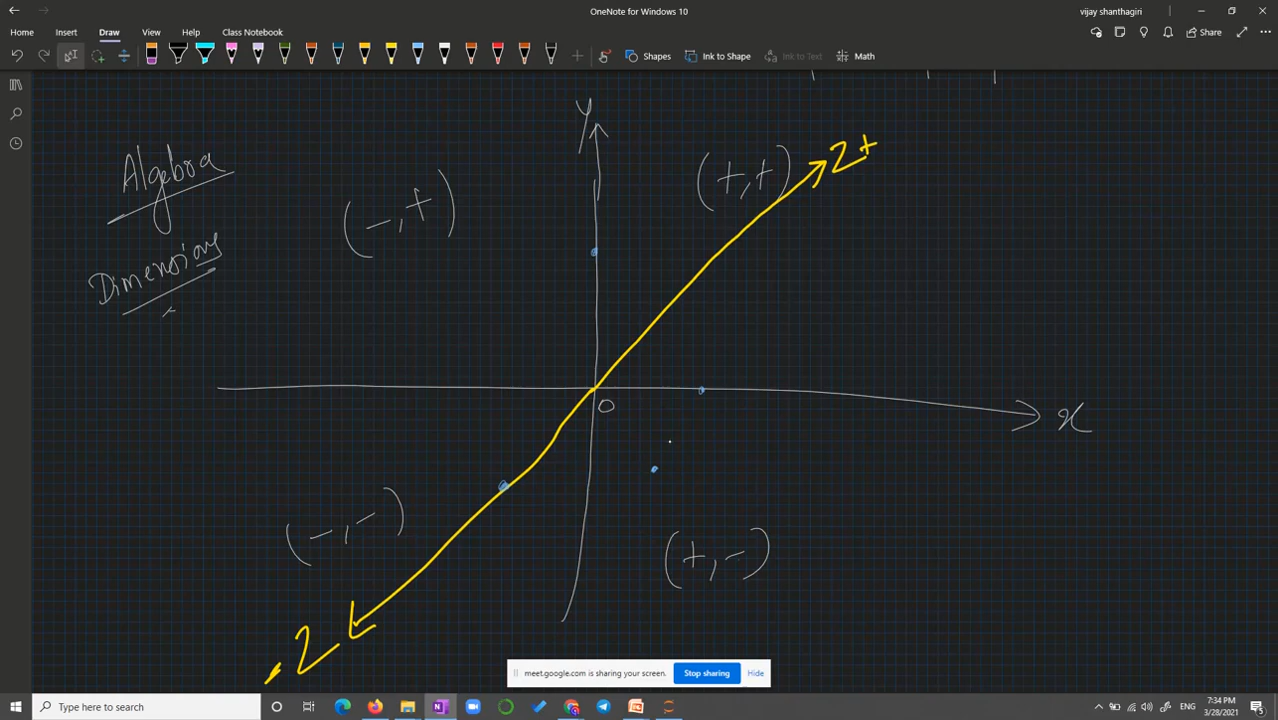 OneNote for Windows 10
vijay shanthagiri
Home Insert Draw View Help Class Notebook
Shapes Ink to Shape Ink to Text Math Share
Y
Algebra
(+,+) Z+
(-,+)
Dimensions
O
x
(-,-)
(+,-)
-Z
meet.google.com is sharing your screen. Stop sharing Hide
Type here to search
ENG 7:34 PM
3/28/2021